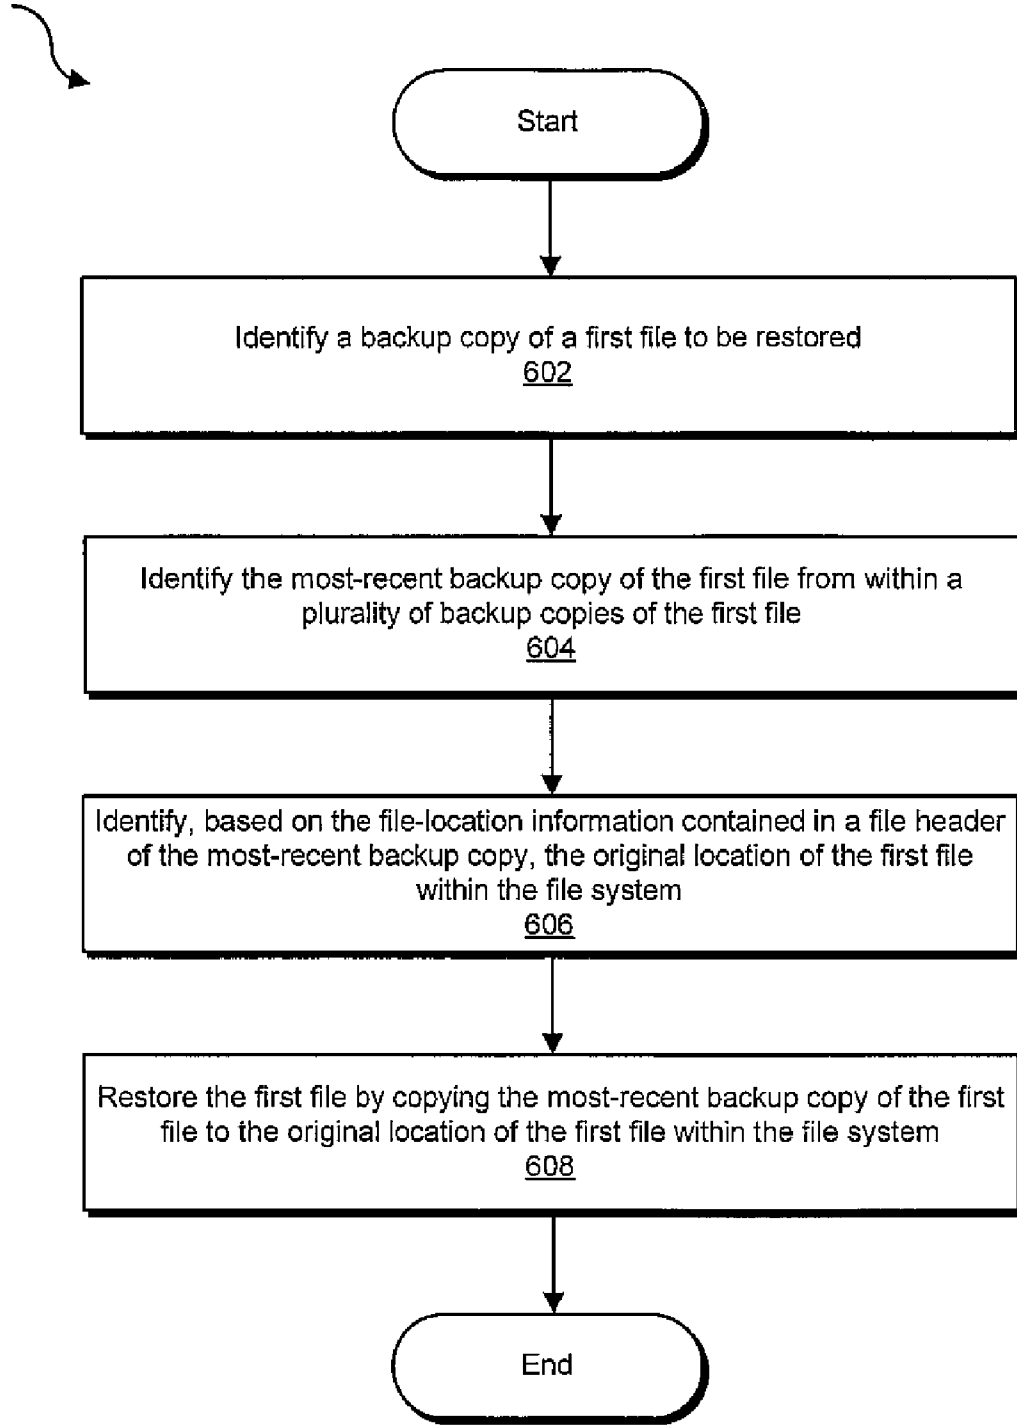 Start
Identify a backup copy of a first file to be restored
602
Identify the most-recent backup copy of the first file from within a
plurality of backup copies of the first file
604
Identify, based on the file-location information contained in a file header
of the most-recent backup copy, the original location of the first file
within the file system
606
Restore the first file by copying the most-recent backup copy of the first
file to the original location of the first file within the file system
608
End